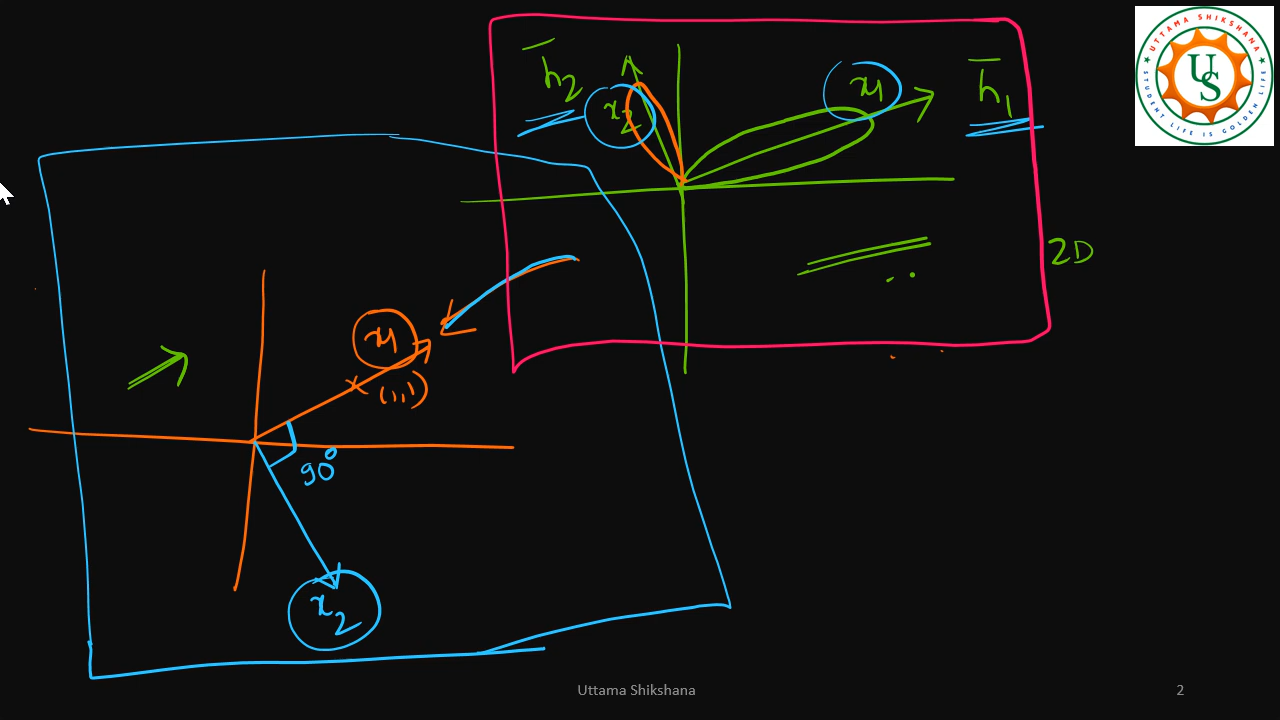 h̄2
x2
x1
h̄1
2D
x1
(1,1)
90°
x2
UTTAMA SHIKSHANA
US
STUDENT LIFE IS GOLDEN LIFE
Uttama Shikshana
2